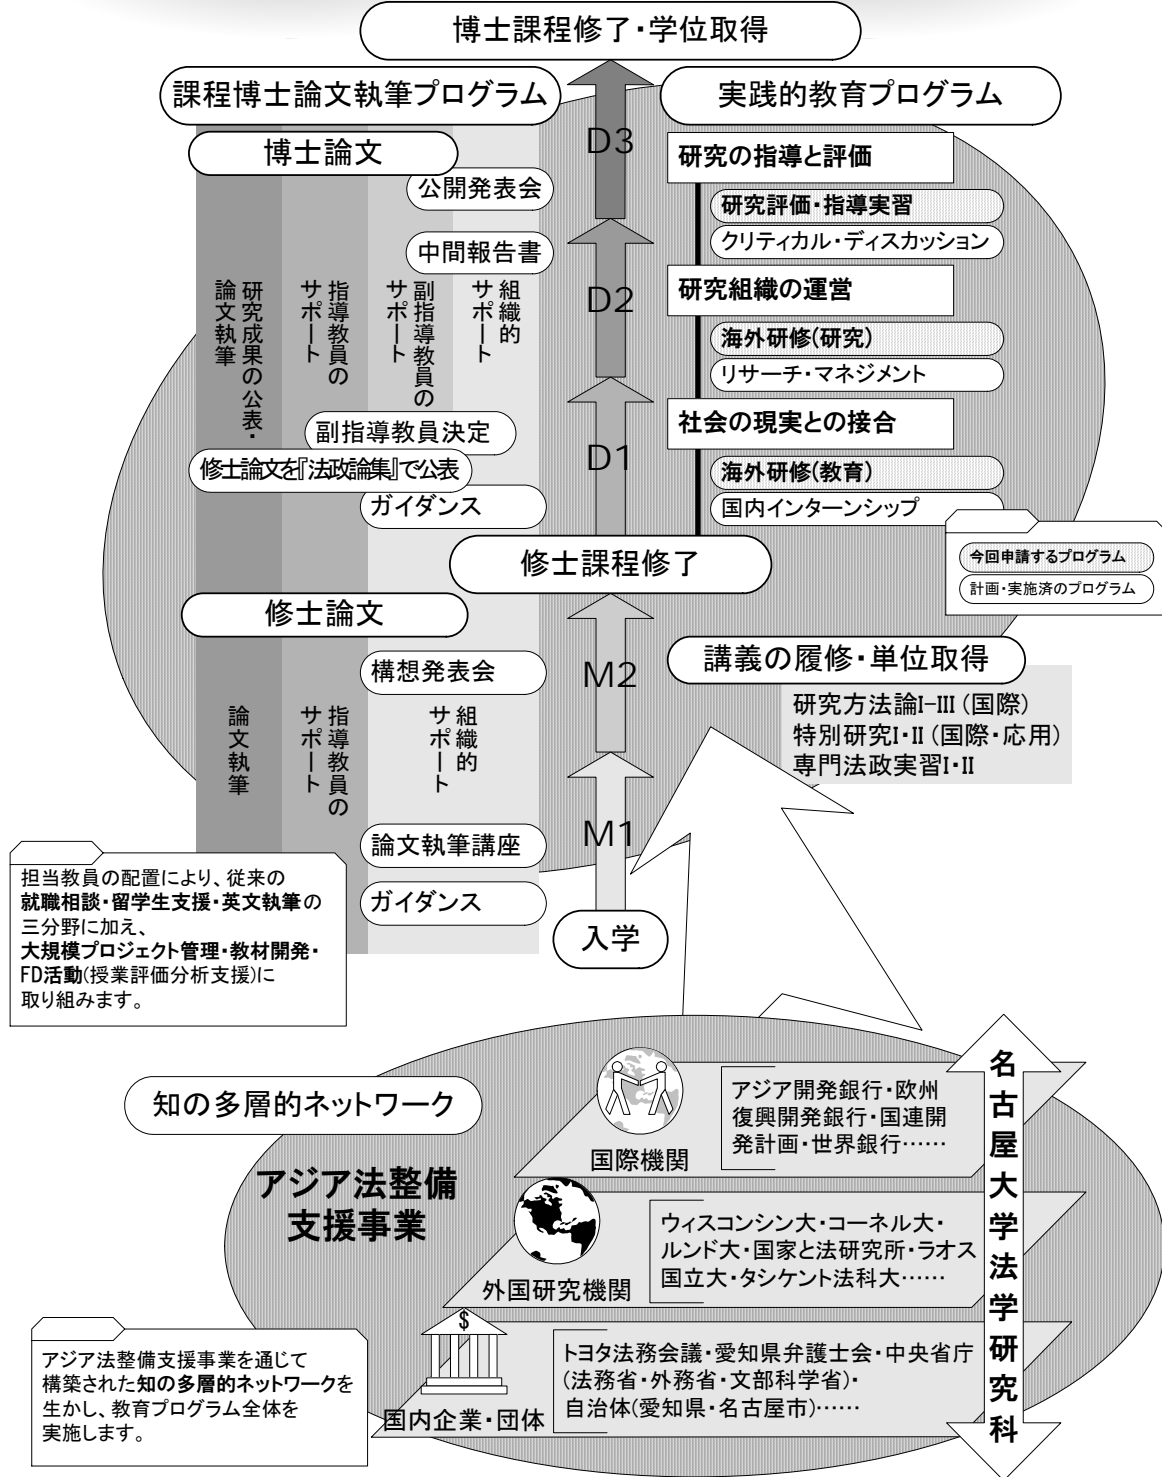 博士課程修了・学位取得
課程博士論文執筆プログラム
実践的教育プログラム
博士論文
公開発表会
中間報告書
研究成果の公表・
論文執筆
指導教員の
サポート
副指導教員の
サポート
組織的
サポート
副指導教員決定
修士論文を『法政論集』で公表
ガイダンス
D3
D2
D1
研究の指導と評価
研究評価・指導実習
クリティカル・ディスカッション
研究組織の運営
海外研修(研究)
リサーチ・マネジメント
社会の現実との接合
海外研修(教育)
国内インターンシップ
今回申請するプログラム
計画・実施済のプログラム
修士課程修了
修士論文
構想発表会
論文執筆
指導教員の
サポート
組織的
サポート
論文執筆講座
ガイダンス
M2
M1
入学
講義の履修・単位取得
研究方法論I-III (国際)
特別研究I・II (国際・応用)
専門法政実習I・II
担当教員の配置により、従来の
就職相談・留学生支援・英文執筆の
三分野に加え、
大規模プロジェクト管理・教材開発・
FD活動(授業評価分析支援)に
取り組みます。
知の多層的ネットワーク
アジア法整備
支援事業
国際機関
アジア開発銀行・欧州
復興開発銀行・国連開
発計画・世界銀行……
外国研究機関
ウィスコンシン大・コーネル大・
ルンド大・国家と法研究所・ラオス
国立大・タシケント法科大……
$
国内企業・団体
トヨタ法務会議・愛知県弁護士会・中央省庁
(法務省・外務省・文部科学省)・
自治体(愛知県・名古屋市)……
名古屋大学法学研究科
アジア法整備支援事業を通じて
構築された知の多層的ネットワークを
生かし、教育プログラム全体を
実施します。